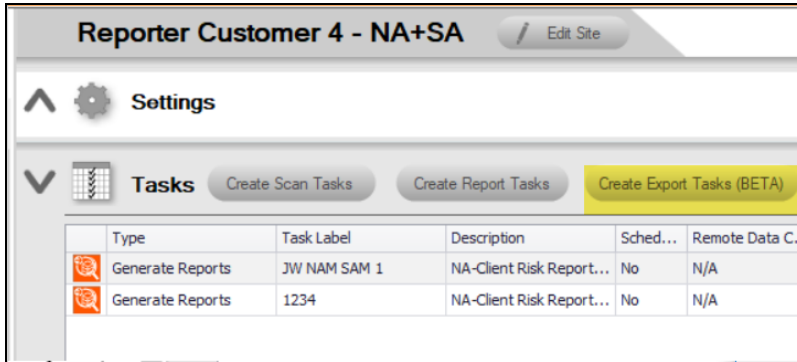 Reporter Customer 4 - NA+SA Edit Site
Settings
Tasks Create Scan Tasks Create Report Tasks Create Export Tasks (BETA)
Type Task Label Description Sched... Remote Data C.
Generate Reports JW NAM SAM 1 NA-Client Risk Report... No N/A
Generate Reports 1234 NA-Client Risk Report... No N/A